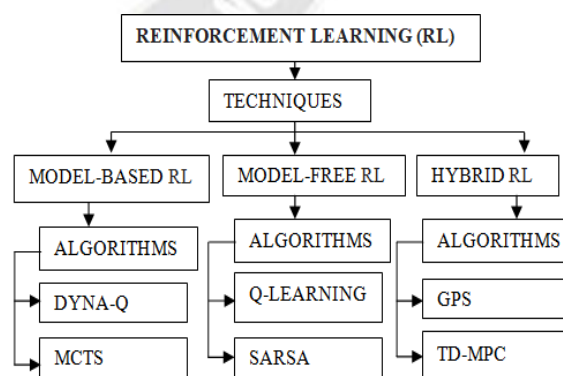 REINFORCEMENT LEARNING (RL)
TECHNIQUES
MODEL-BASED RL
MODEL-FREE RL
HYBRID RL
ALGORITHMS
ALGORITHMS
ALGORITHMS
DYNA-Q
Q-LEARNING
GPS
MCTS
SARSA
TD-MPC